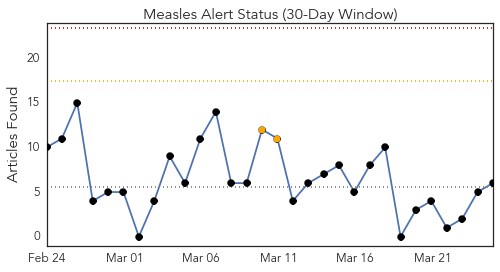 Measles Alert Status (30-Day Window)
Articles Found
20
15
10
5
0
Feb 24
Mar 01
Mar 06
Mar 11
Mar 16
Mar 21